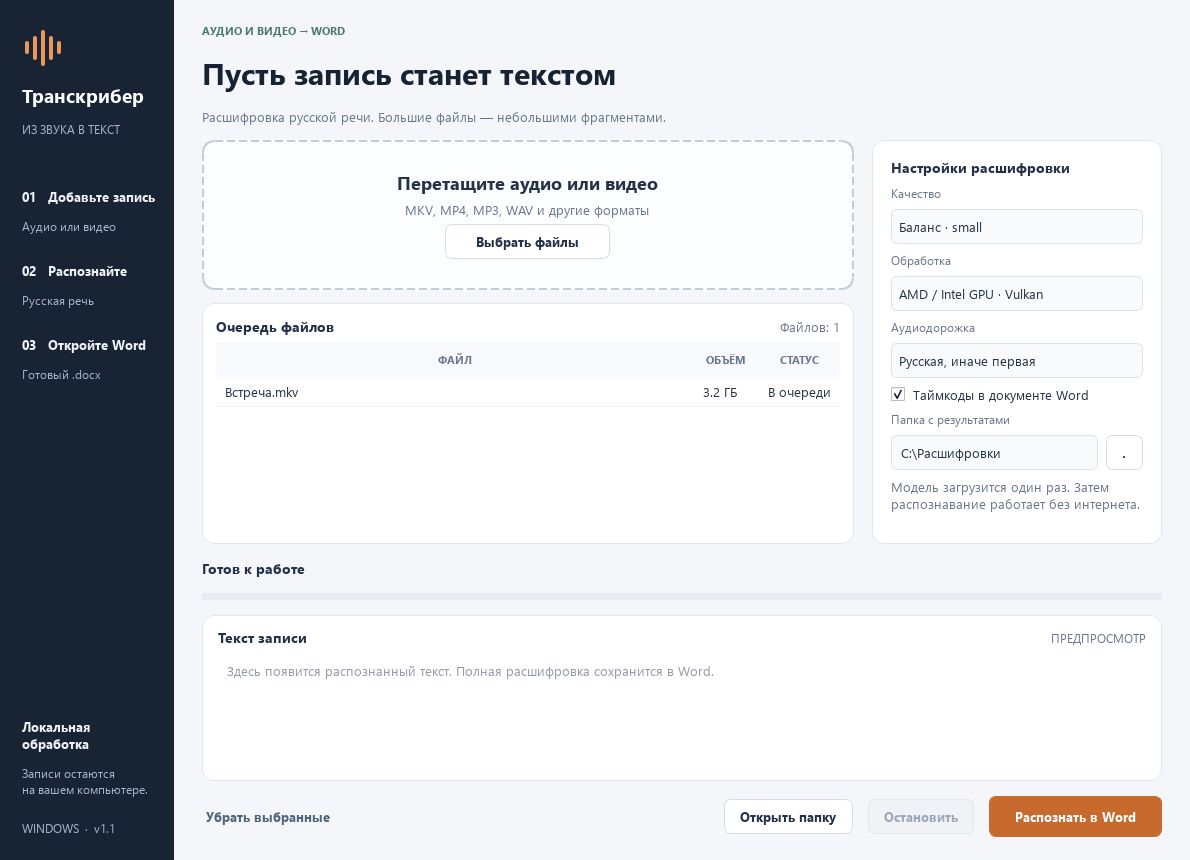 Транскрибер
ИЗ ЗВУКА В ТЕКСТ
01 Добавьте запись
Аудио или видео
02 Распознайте
Русская речь
03 Откройте Word
Готовый .docx
Локальная
обработка
Записи остаются
на вашем компьютере.
WINDOWS · v1.1
АУДИО И ВИДЕО → WORD
Пусть запись станет текстом
Расшифровка русской речи. Большие файлы — небольшими фрагментами.
Перетащите аудио или видео
MKV, MP4, MP3, WAV и другие форматы
Выбрать файлы
Очередь файлов
Файлов: 1
ФАЙЛ ОБЪЁМ СТАТУС
Встреча.mkv 3.2 ГБ В очереди
Настройки расшифровки
Качество
Баланс · small
Обработка
AMD / Intel GPU · Vulkan
Аудиодорожка
Русская, иначе первая
Таймкоды в документе Word
Папка с результатами
C:\Расшифровки .
Модель загрузится один раз. Затем
распознавание работает без интернета.
Готов к работе
Текст записи
ПРЕДПРОСМОТР
Здесь появится распознанный текст. Полная расшифровка сохранится в Word.
Убрать выбранные
Открыть папку
Остановить
Распознать в Word